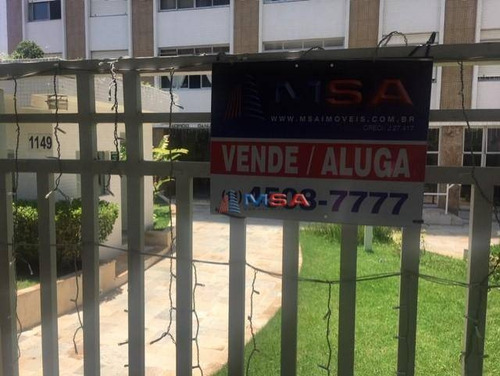 1149
MSA
WWW.MSAIMOVEIS.COM.BR
VENDE / ALUGA
MSA
-7777